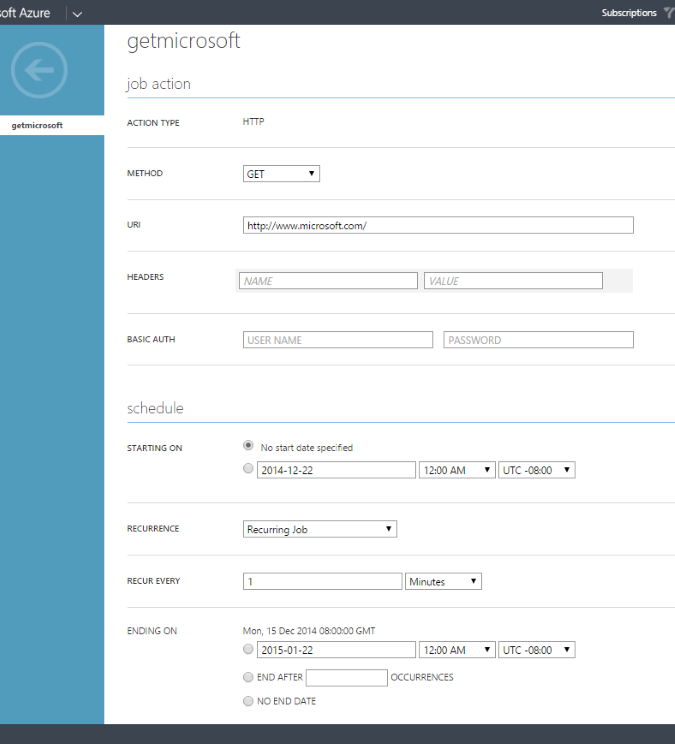 soft Azure Subscriptions
getmicrosoft
job action
getmicrosoft
ACTION TYPE HTTP
METHOD GET
URI http://www.microsoft.com/
HEADERS NAME VALUE
BASIC AUTH USER NAME PASSWORD
schedule
STARTING ON No start date specified
2014-12-22 12:00 AM UTC -08:00
RECURRENCE Recurring Job
RECUR EVERY 1 Minutes
ENDING ON Mon, 15 Dec 2014 08:00:00 GMT
2015-01-22 12:00 AM UTC -08:00
END AFTER OCCURRENCES
NO END DATE